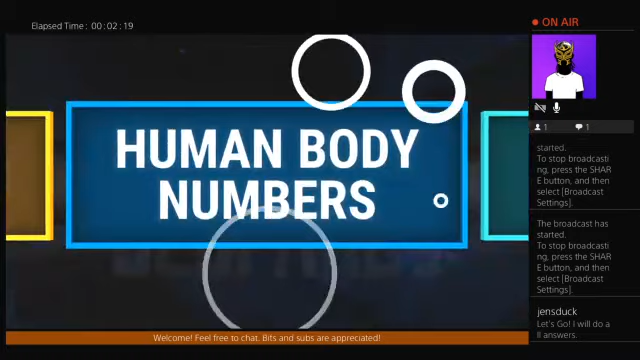 Elapsed Time : 00:02:19
ON AIR
HUMAN BODY
NUMBERS
1
1
started.
To stop broadcasti
ng, press the SHAR
E button, and then
select [Broadcast
Settings].
The broadcast has
started.
To stop broadcasti
ng, press the SHAR
E button, and then
select [Broadcast
Settings].
jensduck
Let's Go! I will do a
ll answers.
Welcome! Feel free to chat. Bits and subs are appreciated!